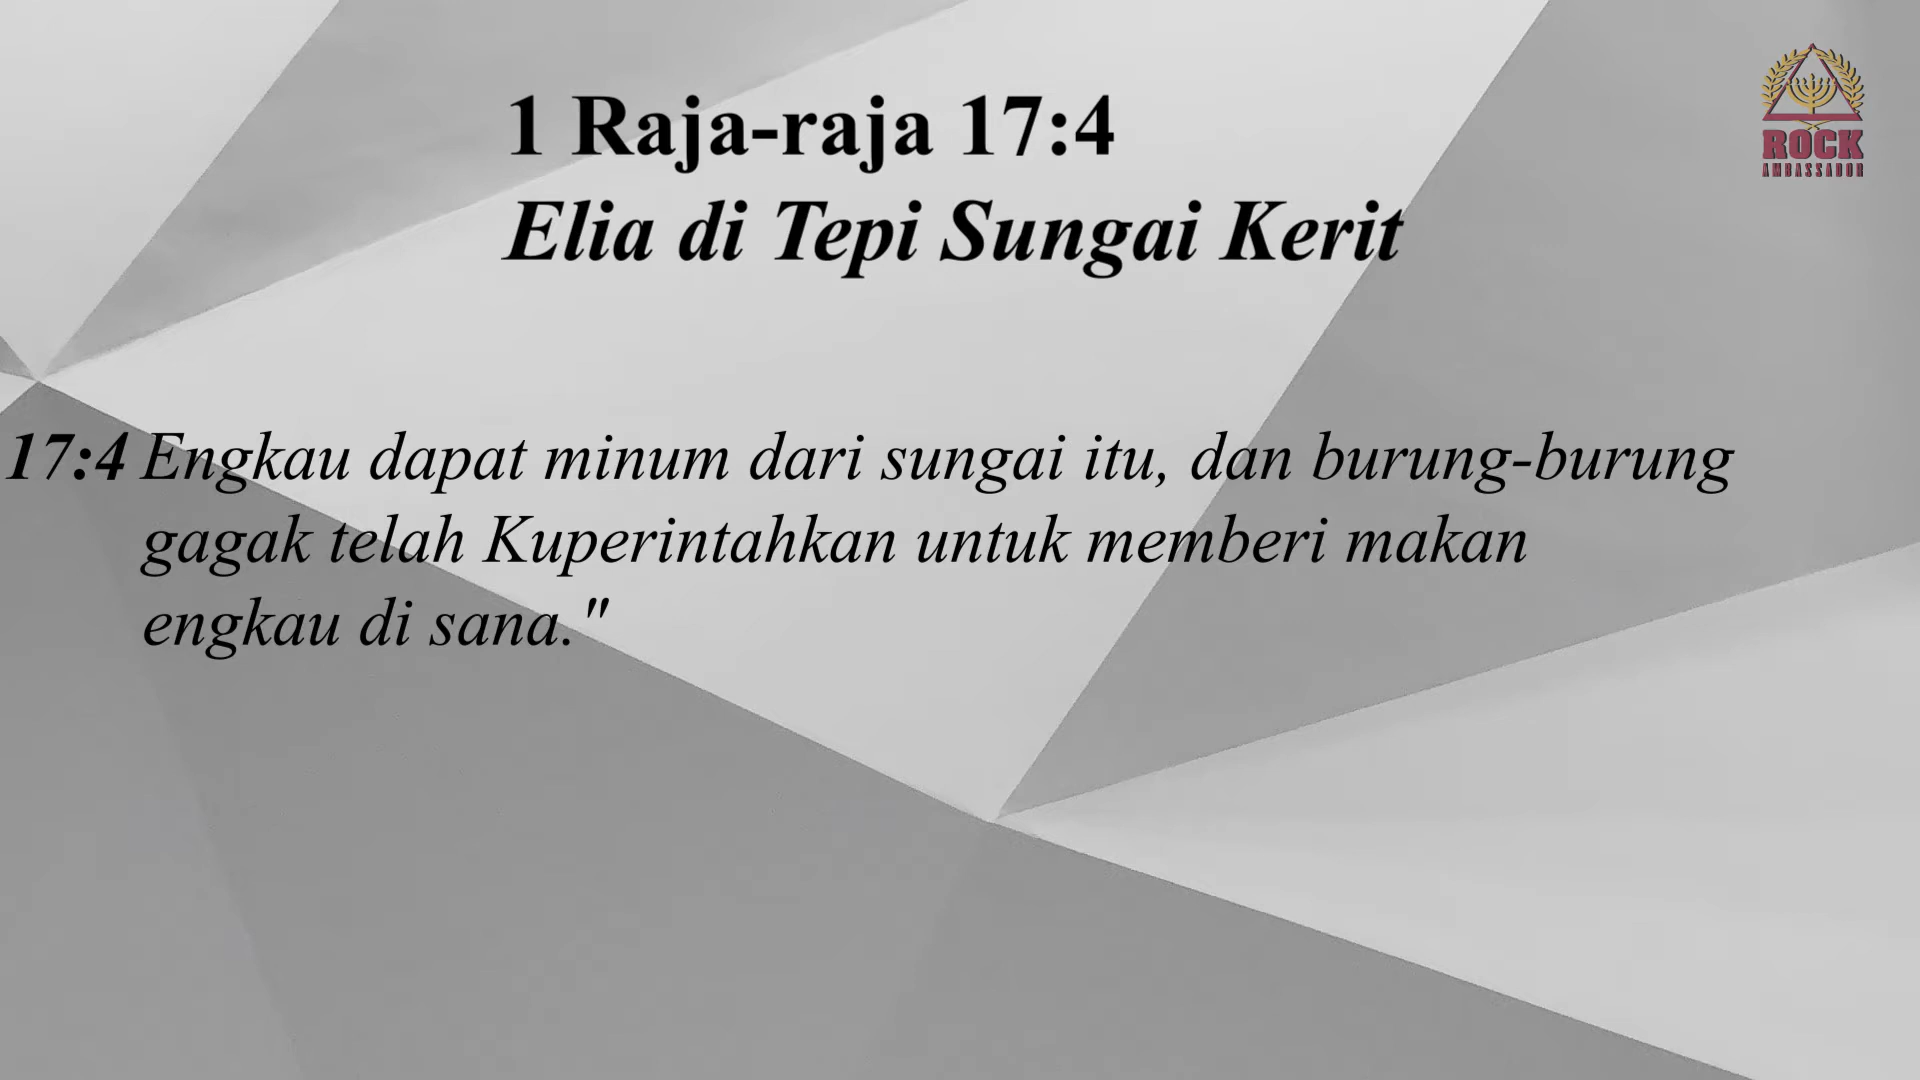 1 Raja-raja 17:4
Elia di Tepi Sungai Kerit
ROCK
AMBASSADOR
17:4 Engkau dapat minum dari sungai itu, dan burung-burung
gagak telah Kuperintahkan untuk memberi makan
engkau di sana."